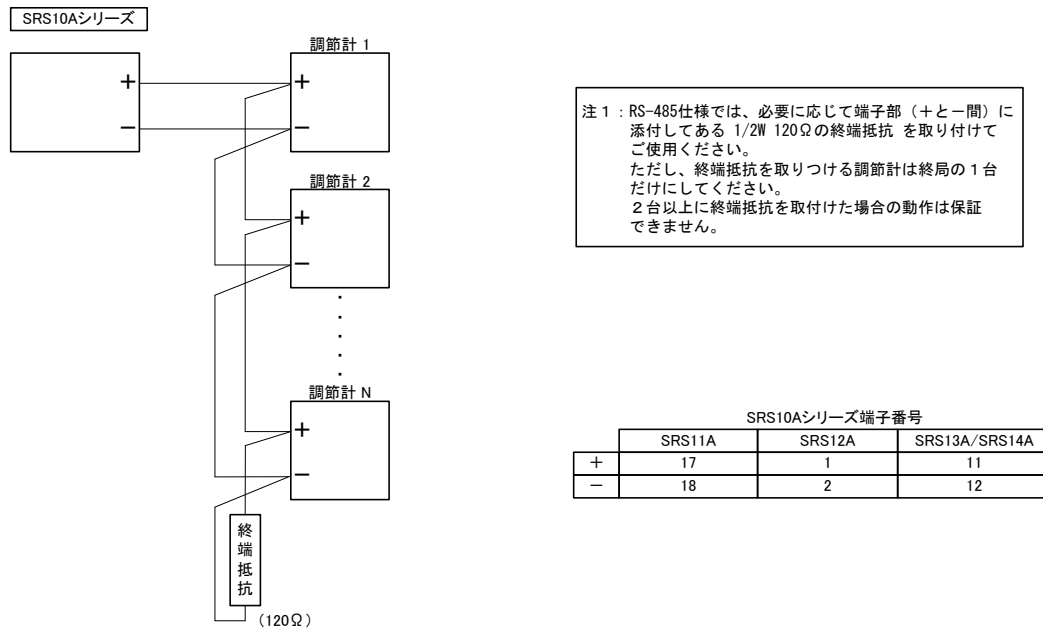 SRS10Aシリーズ
調節計 1
+
+
−
−
調節計 2
+
−
調節計 N
+
−
終
端
抵
抗
(120Ω)
注1：RS-485仕様では、必要に応じて端子部（＋と－間）に
添付してある 1/2W 120Ωの終端抵抗 を取り付けて
ご使用ください。
ただし、終端抵抗を取りつける調節計は終局の１台
だけにしてください。
２台以上に終端抵抗を取付けた場合の動作は保証
できません。
SRS10Aシリーズ端子番号
SRS11A SRS12A SRS13A/SRS14A
+ 17 1 11
− 18 2 12